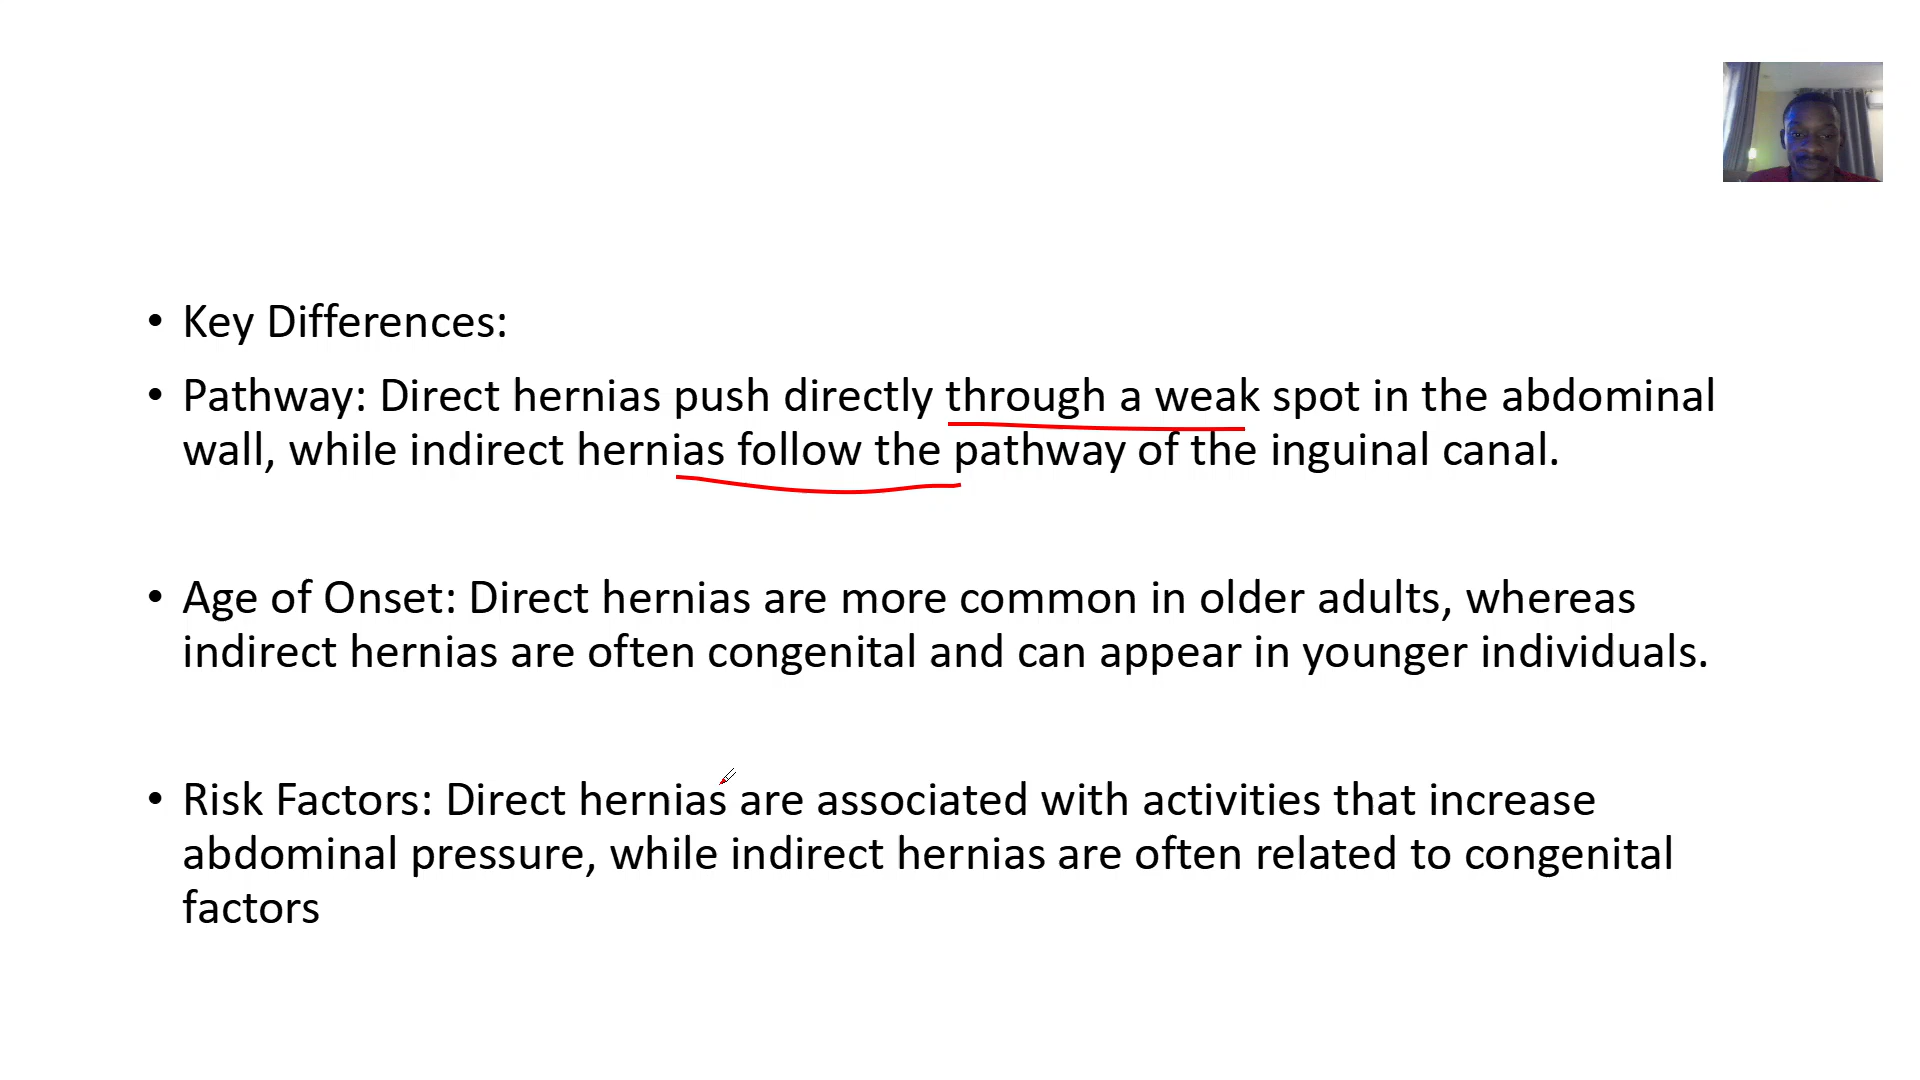 • Key Differences:
• Pathway: Direct hernias push directly through a weak spot in the abdominal
wall, while indirect hernias follow the pathway of the inguinal canal.
• Age of Onset: Direct hernias are more common in older adults, whereas
indirect hernias are often congenital and can appear in younger individuals.
• Risk Factors: Direct hernias are associated with activities that increase
abdominal pressure, while indirect hernias are often related to congenital
factors